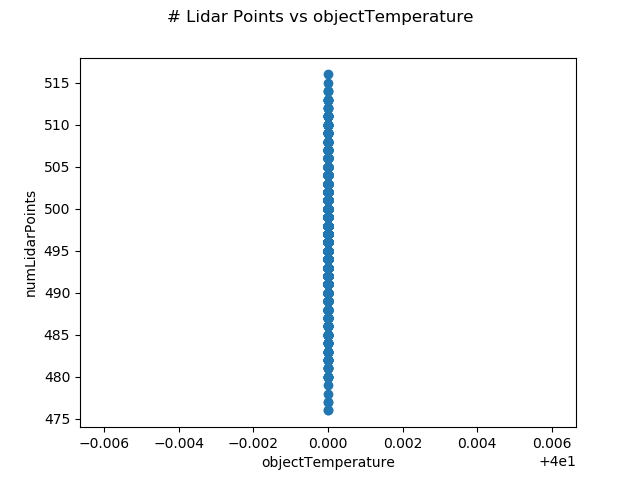 # Lidar Points vs objectTemperature
numLidarPoints
515
510
505
500
495
490
485
480
475
−0.006 −0.004 −0.002 0.000 0.002 0.004 0.006
objectTemperature
+4e1